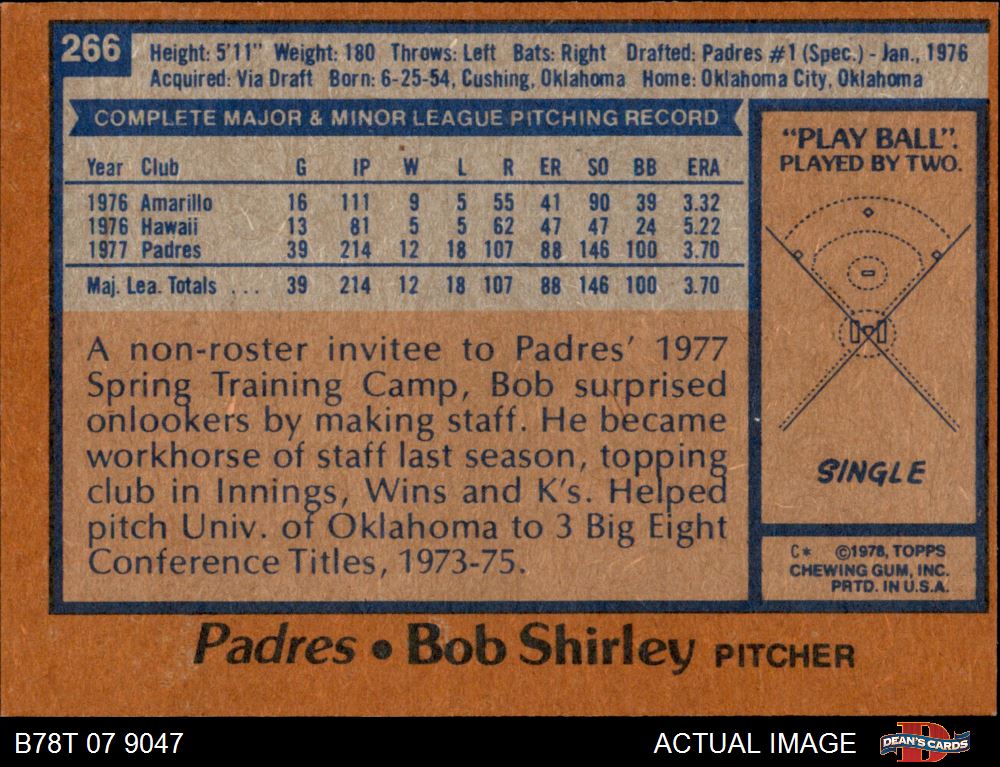 266
Height: 5'11" Weight: 180 Throws: Left Bats: Right Drafted: Padres #1 (Spec.) - Jan., 1976
Acquired: Via Draft Born: 6-25-54, Cushing, Oklahoma Home: Oklahoma City, Oklahoma
COMPLETE MAJOR & MINOR LEAGUE PITCHING RECORD
Year Club G IP W L R ER SO BB ERA
1976 Amarillo 16 111 9 5 55 41 90 39 3.32
1976 Hawaii 13 81 5 5 62 47 47 24 5.22
1977 Padres 39 214 12 18 107 88 146 100 3.70
Maj. Lea. Totals ... 39 214 12 18 107 88 146 100 3.70
A non-roster invitee to Padres' 1977
Spring Training Camp, Bob surprised
onlookers by making staff. He became
workhorse of staff last season, topping
club in Innings, Wins and K's. Helped
pitch Univ. of Oklahoma to 3 Big Eight
Conference Titles, 1973-75.
"PLAY BALL".
PLAYED BY TWO.
SINGLE
C* ©1978, TOPPS
CHEWING GUM, INC.
PRTD. IN U.S.A.
Padres • Bob Shirley PITCHER
B78T 07 9047
ACTUAL IMAGE
DEAN'S CARDS